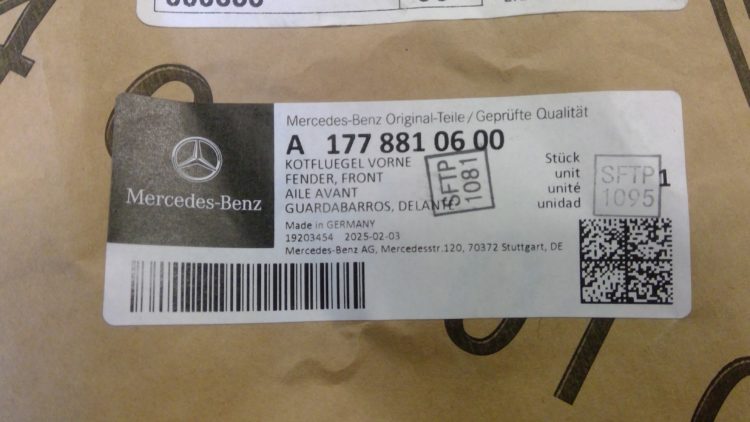 Mercedes-Benz Original-Teile/Geprüfte Qualität
A 177 881 06 00
KOTFLUEGEL VORNE
FENDER, FRONT
AILE AVANT
GUARDABARROS, DELANT
Made in GERMANY
19203454 2025-02-03
Mercedes-Benz AG, Mercedesstr.120, 70372 Stuttgart, DE
Mercedes-Benz
SFTP
1081
Stück
unit
unité
unidad
1
SFTP
1095